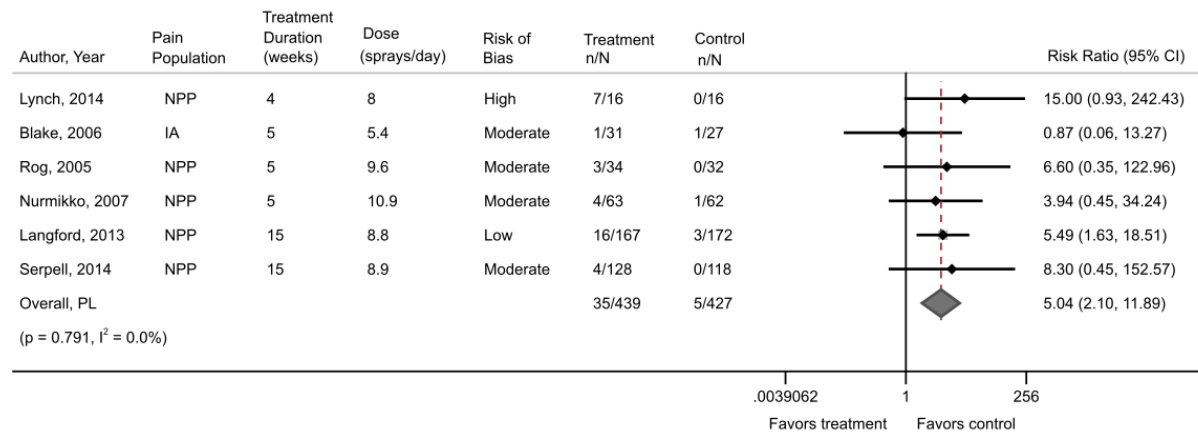 Author, Year Pain Population Treatment Duration (weeks) Dose (sprays/day) Risk of Bias Treatment n/N Control n/N Risk Ratio (95% CI)
Lynch, 2014 NPP 4 8 High 7/16 0/16 15.00 (0.93, 242.43)
Blake, 2006 IA 5 5.4 Moderate 1/31 1/27 0.87 (0.06, 13.27)
Rog, 2005 NPP 5 9.6 Moderate 3/34 0/32 6.60 (0.35, 122.96)
Nurmikko, 2007 NPP 5 10.9 Moderate 4/63 1/62 3.94 (0.45, 34.24)
Langford, 2013 NPP 15 8.8 Low 16/167 3/172 5.49 (1.63, 18.51)
Serpell, 2014 NPP 15 8.9 Moderate 4/128 0/118 8.30 (0.45, 152.57)
Overall, PL 35/439 5/427 5.04 (2.10, 11.89)
(p = 0.791, I² = 0.0%)
.0039062 1 256
Favors treatment Favors control